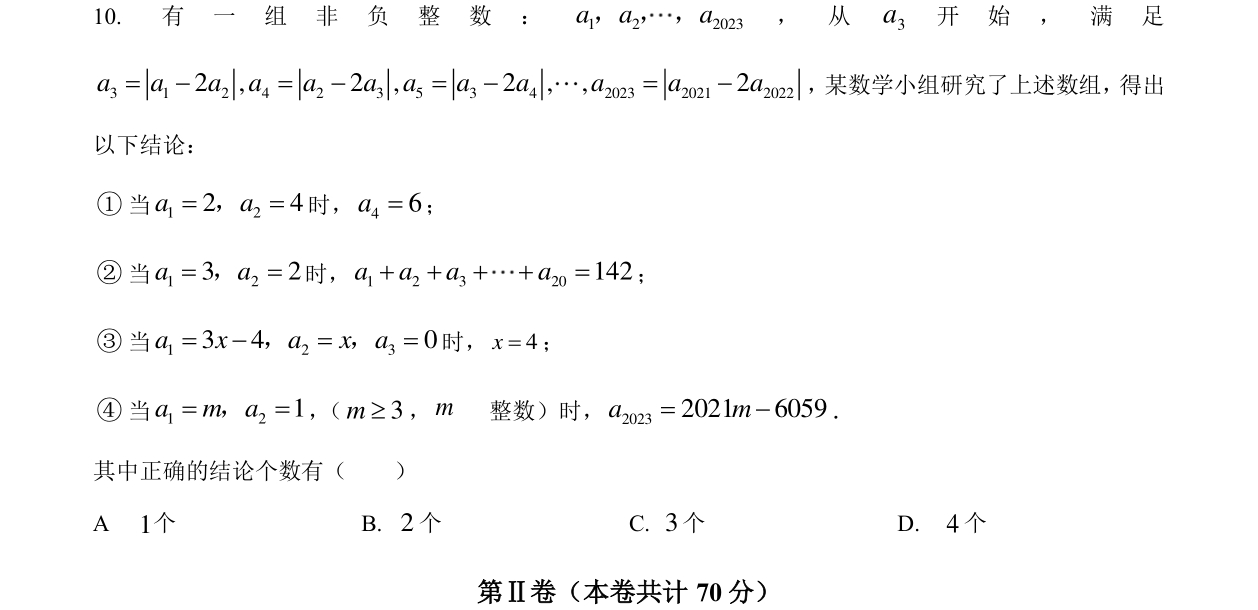 10. 有一组非负整数：a₁，a₂，⋯，a₂₀₂₃，从 a₃ 开始，满足
a₃=|a₁−2a₂|,a₄=|a₂−2a₃|,a₅=|a₃−2a₄|,⋯,a₂₀₂₃=|a₂₀₂₁−2a₂₀₂₂|，某数学小组研究了上述数组，得出
以下结论：
① 当 a₁=2，a₂=4 时，a₄=6；
② 当 a₁=3，a₂=2 时，a₁+a₂+a₃+⋯+a₂₀=142；
③ 当 a₁=3x−4，a₂=x，a₃=0 时，x=4；
④ 当 a₁=m，a₂=1，（m≥3，m 整数）时，a₂₀₂₃=2021m−6059．
其中正确的结论个数有（ ）
A 1个 B. 2个 C. 3个 D. 4个
第Ⅱ卷（本卷共计 70 分）